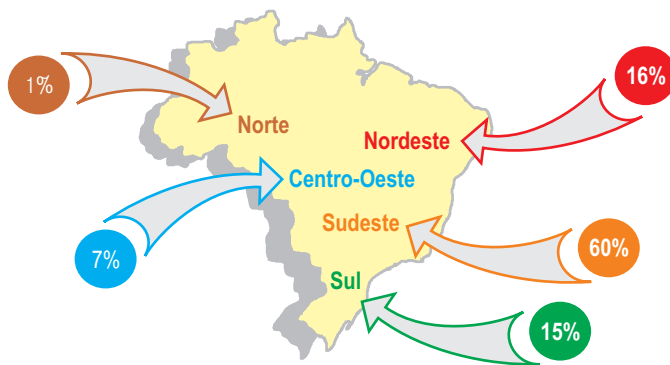 1%
16%
Norte
Nordeste
Centro-Oeste
Sudeste
7%
60%
Sul
15%